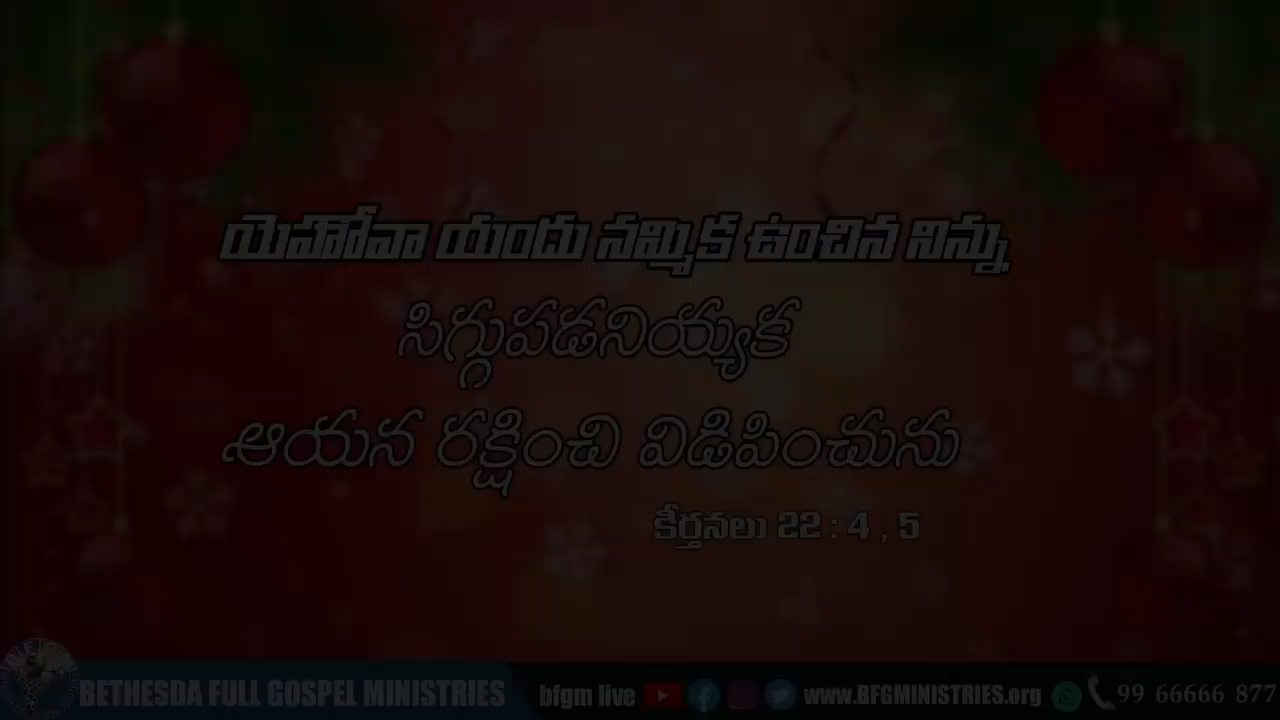 యెహోవా యందు నమ్మిక ఉంచిన నిన్ను
సిగ్గుపడనియ్యక
ఆయన రక్షించి విడిపించును
కీర్తనలు 22 : 4 , 5
BETHESDA FULL GOSPEL MINISTRIES bfgm live www.BFGMINISTRIES.org 99 66666 877